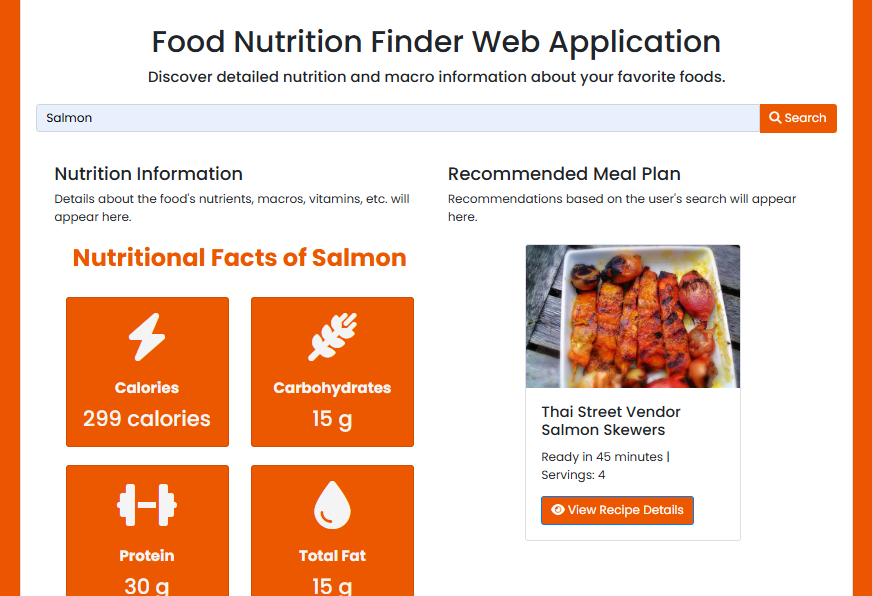 Food Nutrition Finder Web Application
Discover detailed nutrition and macro information about your favorite foods.
Salmon
Search
Nutrition Information
Details about the food's nutrients, macros, vitamins, etc. will
appear here.
Nutritional Facts of Salmon
Calories
299 calories
Carbohydrates
15 g
Protein
30 g
Total Fat
15 g
Recommended Meal Plan
Recommendations based on the user's search will appear
here.
Thai Street Vendor
Salmon Skewers
Ready in 45 minutes |
Servings: 4
View Recipe Details